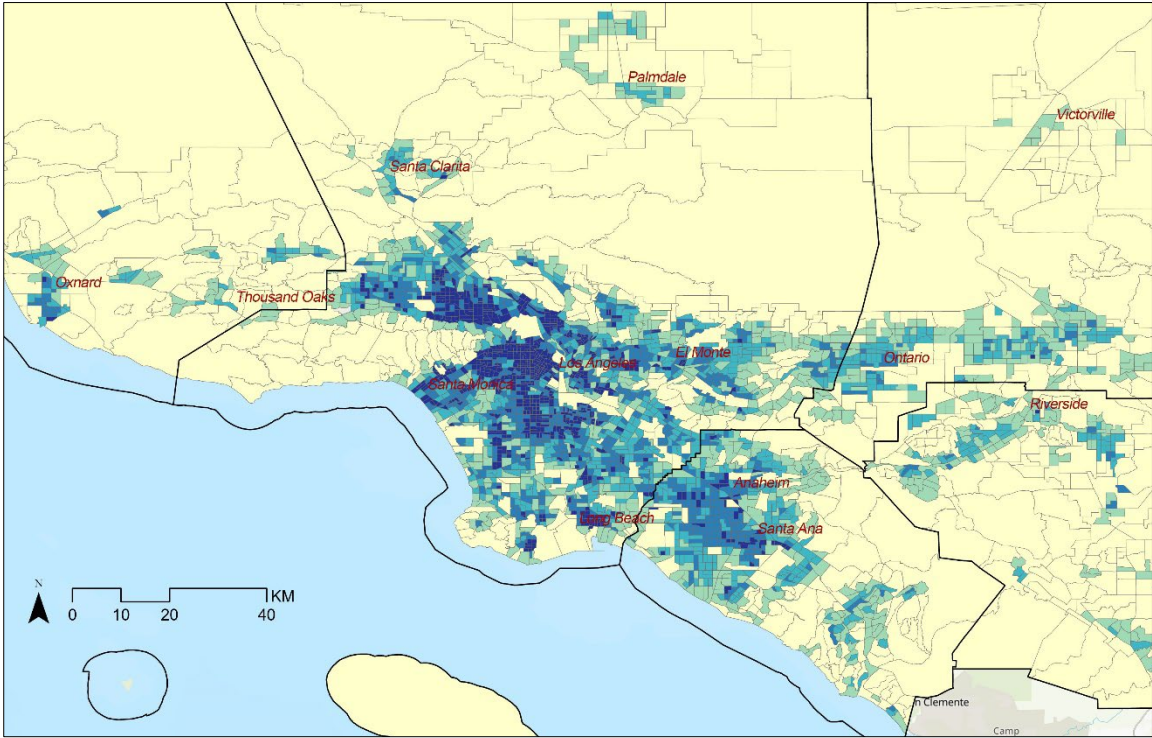 Palmdale
Victorville
Santa Clarita
Oxnard
Thousand Oaks
Los Angeles
El Monte
Ontario
Santa Monica
Riverside
Anaheim
Long Beach
Santa Ana
N
KM
0 10 20 40
n Clemente
Camp